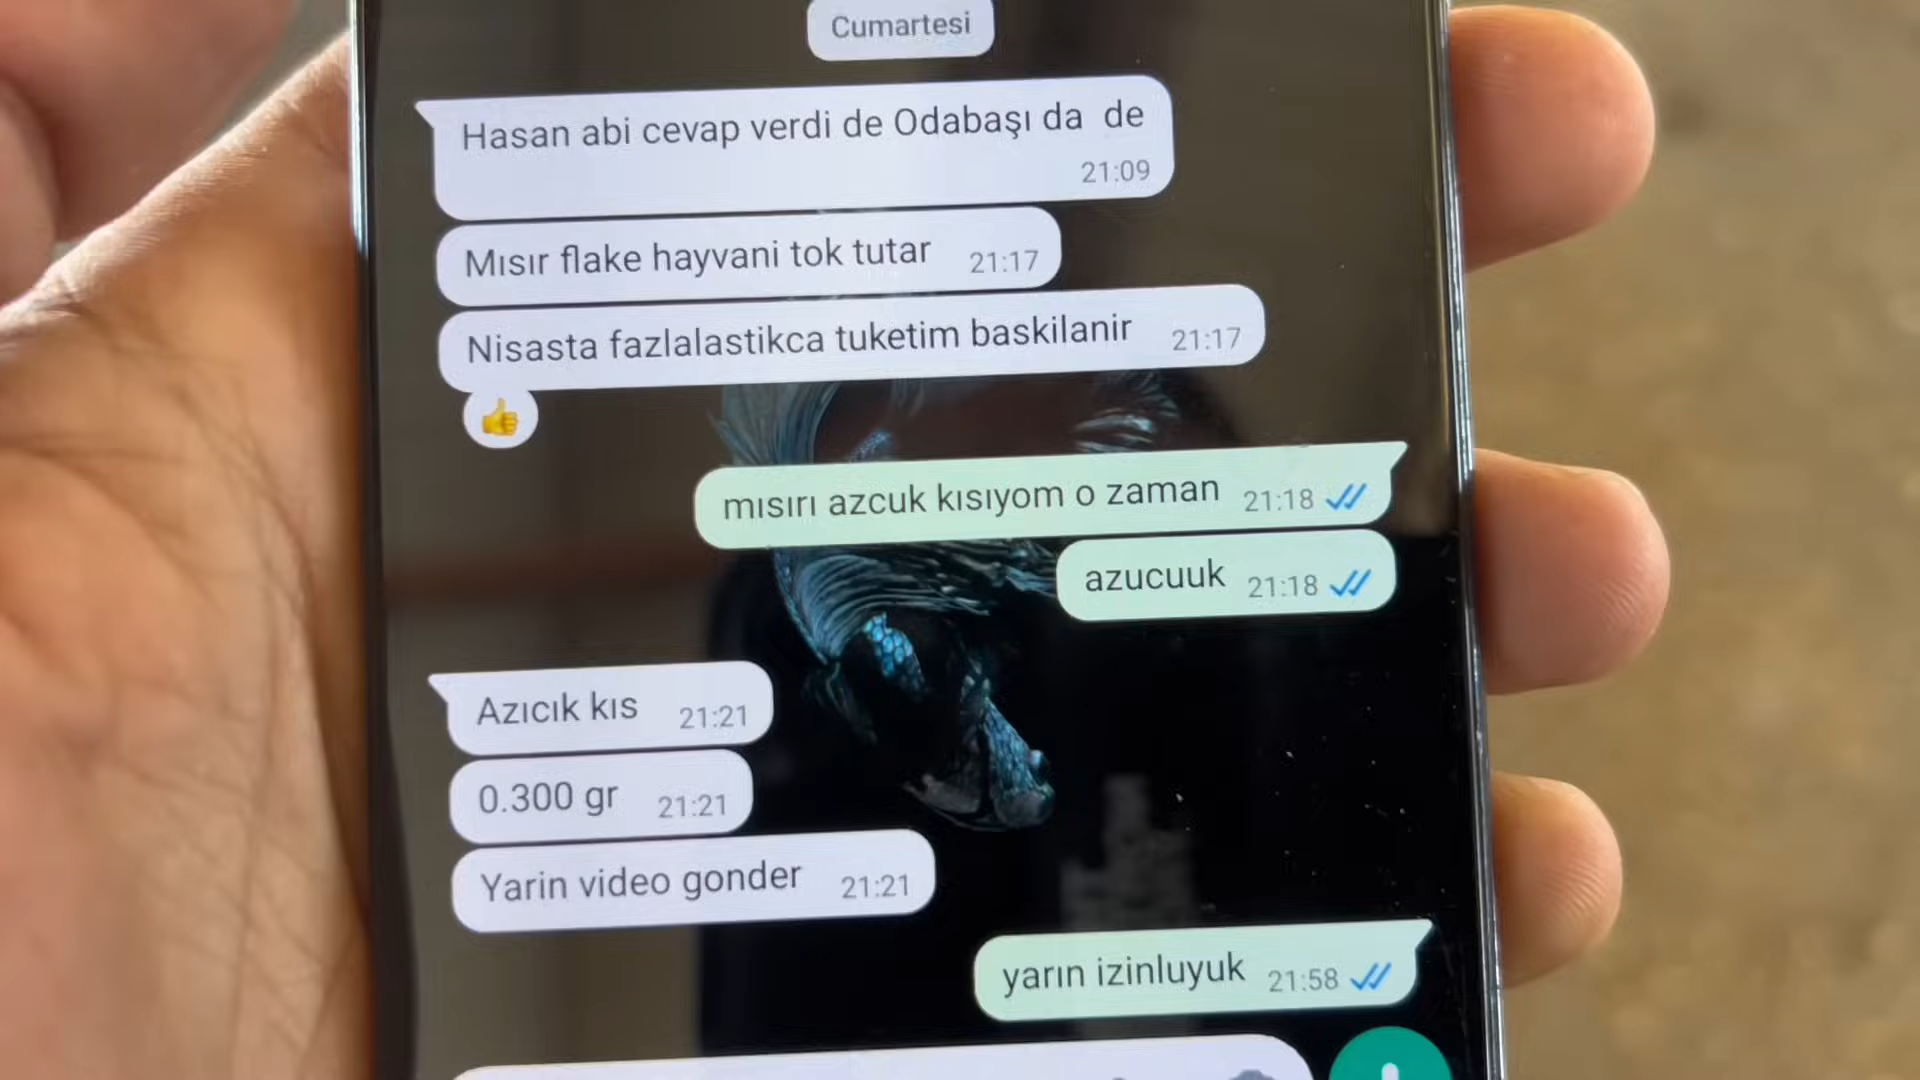 Cumartesi
Hasan abi cevap verdi de Odabaşı da  de
21:09
Mısır flake hayvani tok tutar 21:17
Nisasta fazlalastikca tuketim baskilanir 21:17
mısırı azcuk kısıyom o zaman 21:18
azucuuk 21:18
Azıcık kıs 21:21
0.300 gr 21:21
Yarin video gonder 21:21
yarın izinluyuk 21:58